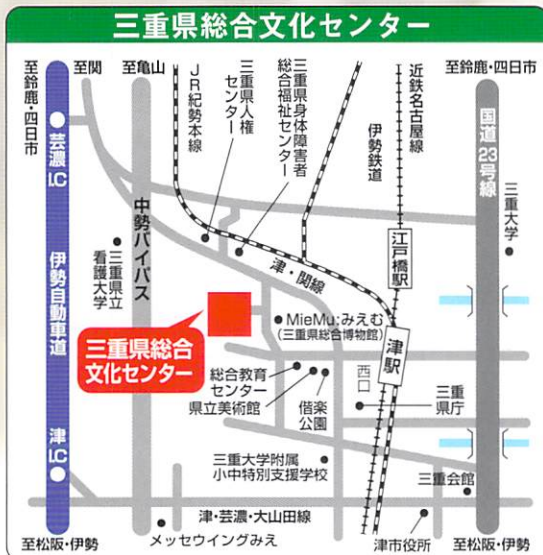 三重県総合文化センター
至鈴鹿・四日市
至関
至亀山
JR紀勢本線
三重県人権
センター
三重県身体障害者
総合福祉センター
伊勢鉄道
近鉄名古屋線
至鈴鹿・四日市
国道23号線
芸濃I.C
伊勢自動車道
中勢バイパス
三重県立
看護大学
三重大学
江戸橋駅
津・関線
三重県総合
文化センター
MieMu:みえむ
(三重県総合博物館)
津駅
西口
総合教育
センター
県立美術館
偕楽
公園
三重
県庁
津I.C
三重大学附属
小中特別支援学校
三重会館
津・芸濃・大山田線
至松阪・伊勢
メッセウイングみえ
津市役所
至松阪・伊勢